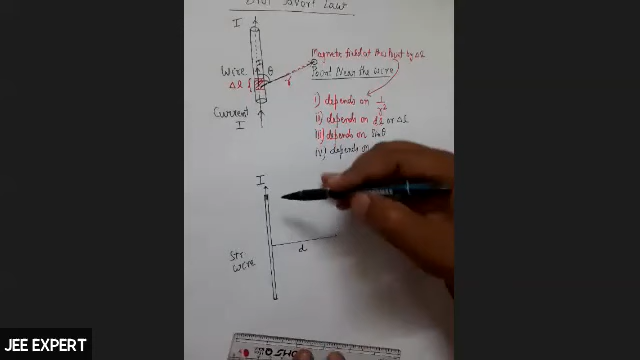 Biot Savart Law
I
Magnetic field at this Point by Δl
θ
Wire
Point Near the wire
Δl
r
i) depends on 1/r²
Current
ii) depends on dl or Δl
I
iii) depends on Sinθ
iv) depends on
I
Str
wire
d
JEE EXPERT